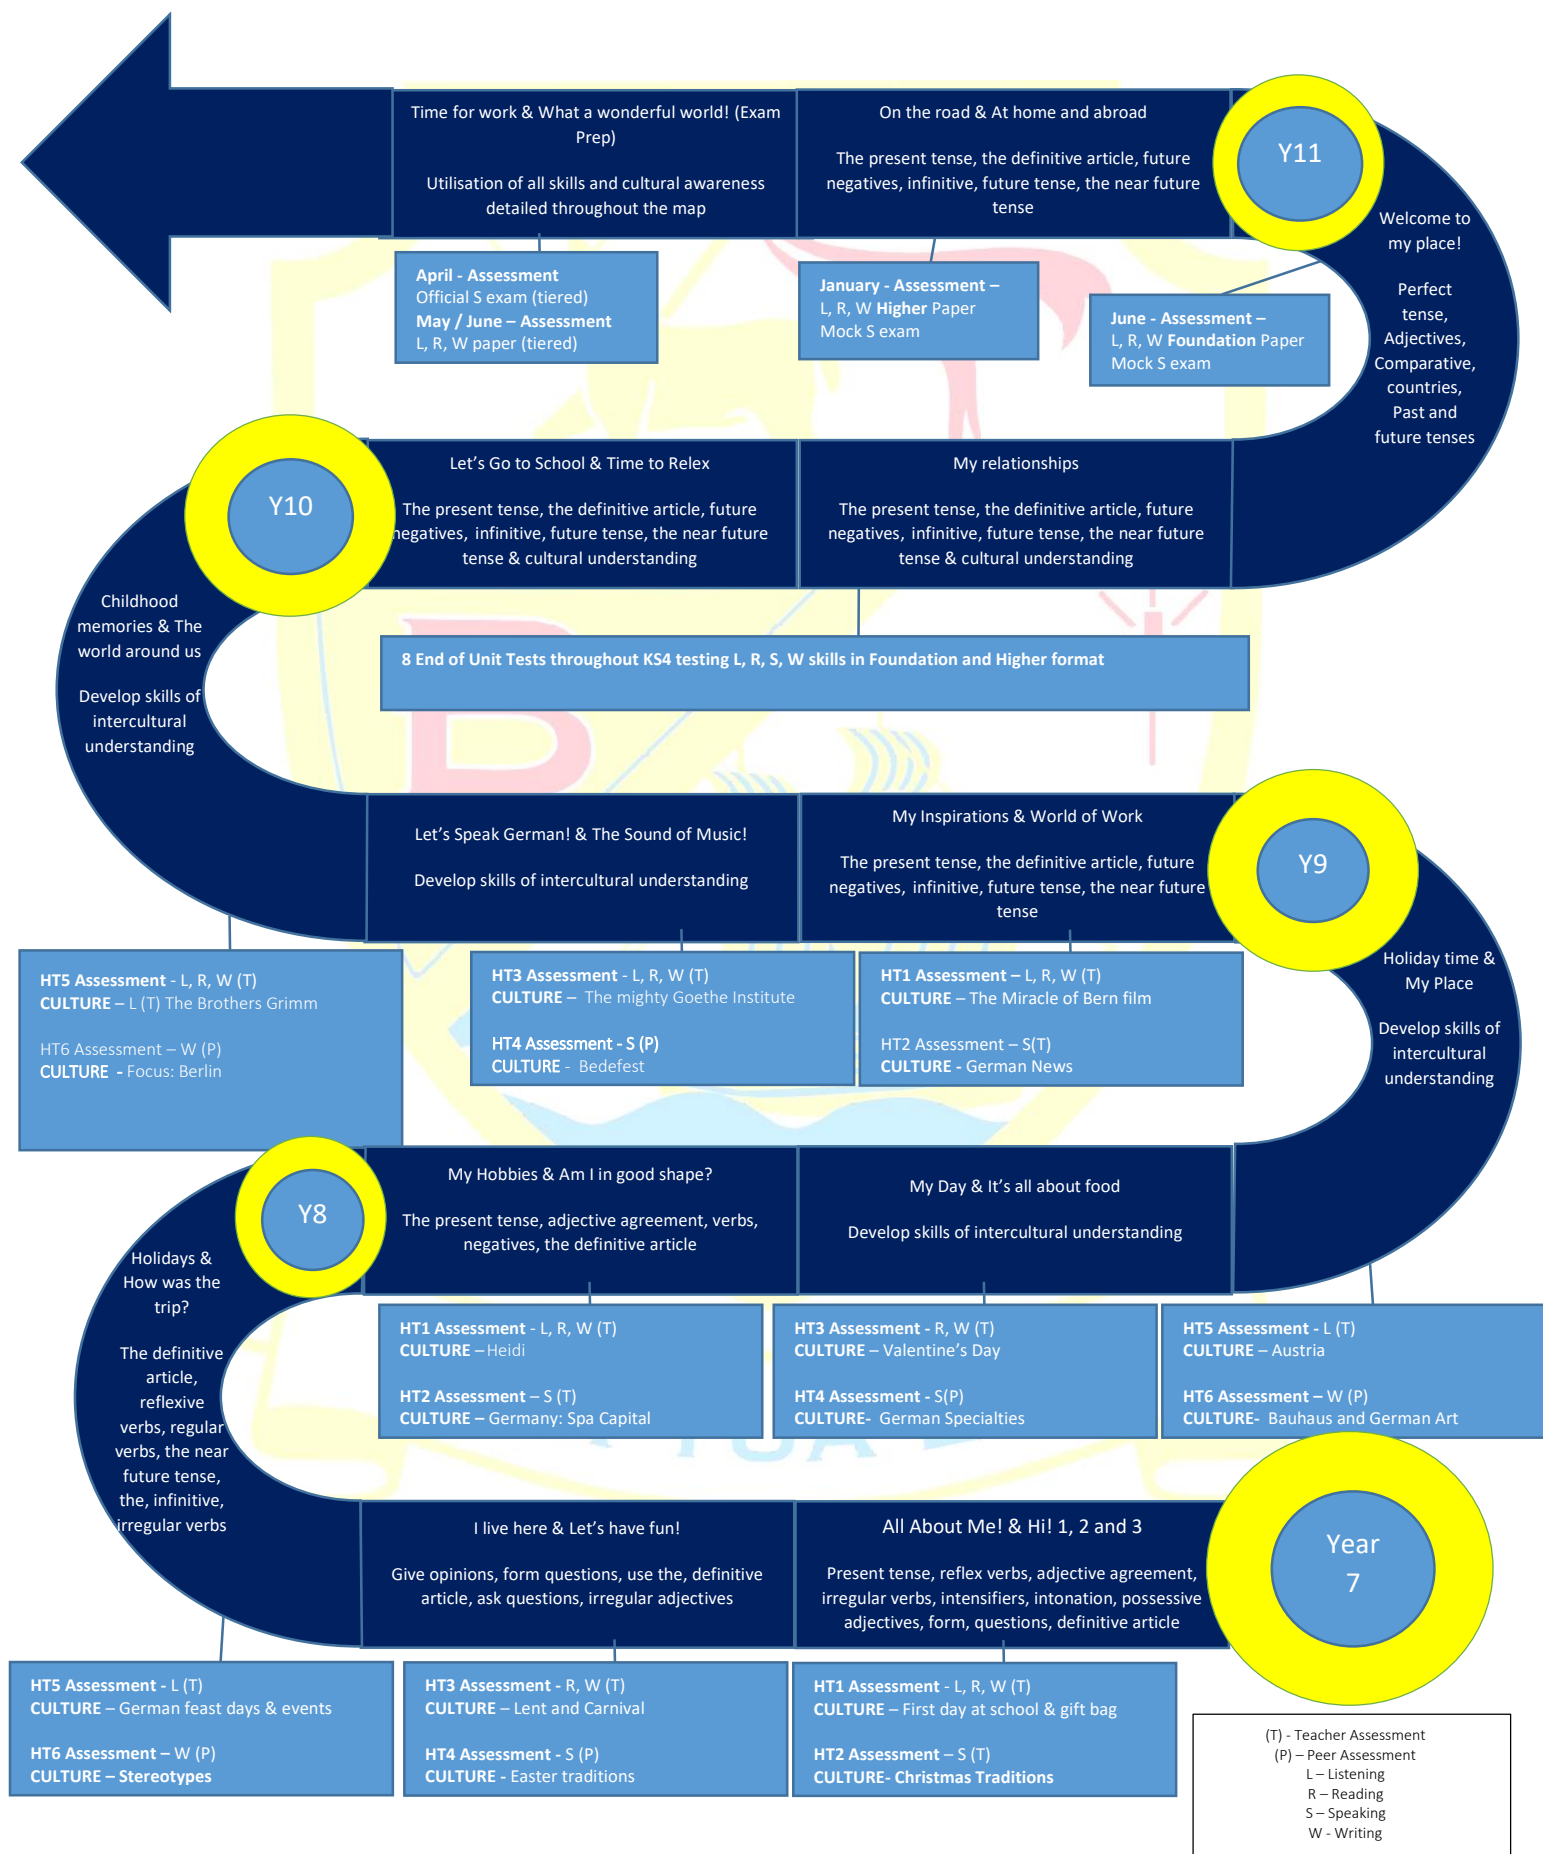 Time for work & What a wonderful world! (Exam
Prep)
Utilisation of all skills and cultural awareness
detailed throughout the map
On the road & At home and abroad
The present tense, the definitive article, future
negatives, infinitive, future tense, the near future
tense
Y11
Welcome to
my place!
Perfect
tense,
Adjectives,
Comparative,
countries,
Past and
future tenses
April - Assessment
Official S exam (tiered)
May / June – Assessment
L, R, W paper (tiered)
January - Assessment –
L, R, W Higher Paper
Mock S exam
June - Assessment –
L, R, W Foundation Paper
Mock S exam
Y10
Let’s Go to School & Time to Relex
The present tense, the definitive article, future
negatives, infinitive, future tense, the near future
tense & cultural understanding
My relationships
The present tense, the definitive article, future
negatives, infinitive, future tense, the near future
tense & cultural understanding
Childhood
memories & The
world around us
Develop skills of
intercultural
understanding
8 End of Unit Tests throughout KS4 testing L, R, S, W skills in Foundation and Higher format
B
Let’s Speak German! & The Sound of Music!
Develop skills of intercultural understanding
My Inspirations & World of Work
The present tense, the definitive article, future
negatives, infinitive, future tense, the near future
tense
Y9
Holiday time &
My Place
Develop skills of
intercultural
understanding
HT5 Assessment - L, R, W (T)
CULTURE – L (T) The Brothers Grimm
HT6 Assessment – W (P)
CULTURE - Focus: Berlin
HT3 Assessment - L, R, W (T)
CULTURE – The mighty Goethe Institute
HT4 Assessment - S (P)
CULTURE - Bedefest
HT1 Assessment – L, R, W (T)
CULTURE – The Miracle of Bern film
HT2 Assessment – S(T)
CULTURE - German News
Y8
My Hobbies & Am I in good shape?
The present tense, adjective agreement, verbs,
negatives, the definitive article
My Day & It’s all about food
Develop skills of intercultural understanding
Holidays &
How was the
trip?
The definitive
article,
reflexive
verbs, regular
verbs, the near
future tense,
the, infinitive,
irregular verbs
HT1 Assessment - L, R, W (T)
CULTURE – Heidi
HT2 Assessment – S (T)
CULTURE – Germany: Spa Capital
HT3 Assessment - R, W (T)
CULTURE – Valentine’s Day
HT4 Assessment - S(P)
CULTURE- German Specialties
HT5 Assessment - L (T)
CULTURE – Austria
HT6 Assessment – W (P)
CULTURE- Bauhaus and German Art
I live here & Let’s have fun!
Give opinions, form questions, use the, definitive
article, ask questions, irregular adjectives
All About Me! & Hi! 1, 2 and 3
Present tense, reflex verbs, adjective agreement,
irregular verbs, intensifiers, intonation, possessive
adjectives, form, questions, definitive article
Year
7
HT5 Assessment - L (T)
CULTURE – German feast days & events
HT6 Assessment – W (P)
CULTURE – Stereotypes
HT3 Assessment - R, W (T)
CULTURE – Lent and Carnival
HT4 Assessment - S (P)
CULTURE - Easter traditions
HT1 Assessment - L, R, W (T)
CULTURE – First day at school & gift bag
HT2 Assessment – S (T)
CULTURE- Christmas Traditions
(T) - Teacher Assessment
(P) – Peer Assessment
L – Listening
R – Reading
S – Speaking
W - Writing